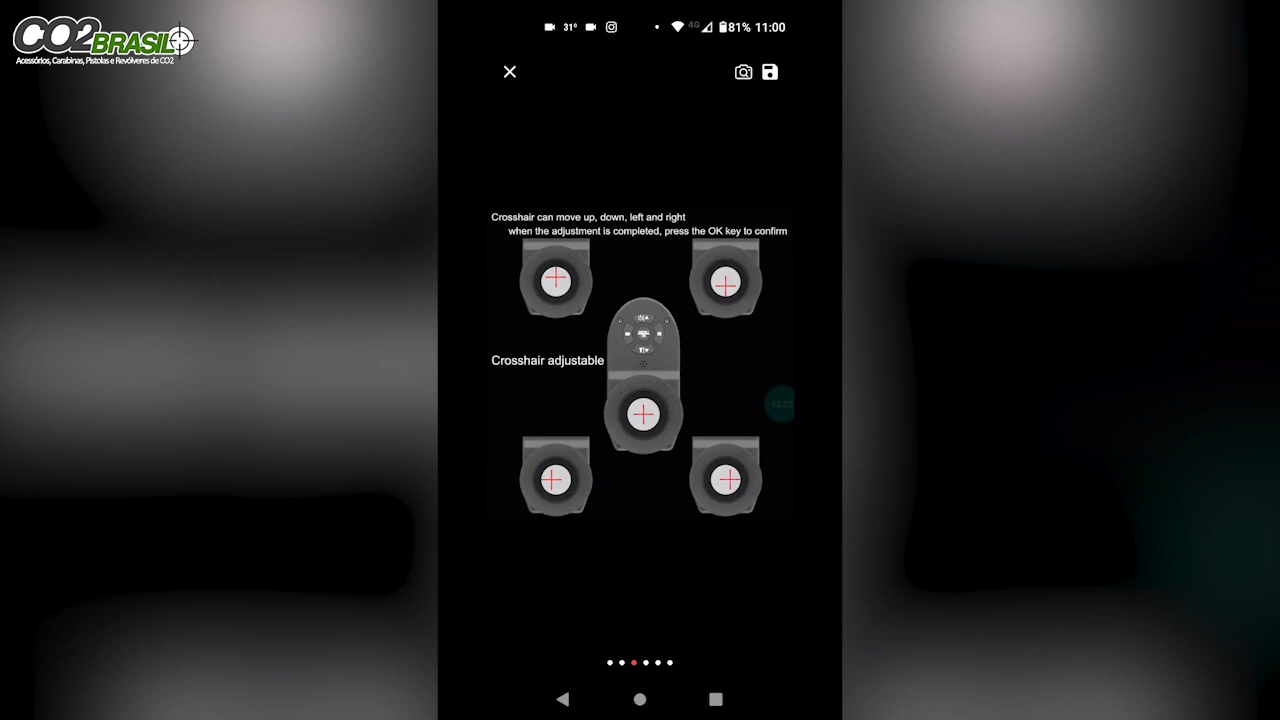 CO2BRASIL
Acessórios, Carabinas, Pistolas e Revólveres de CO2
31° 4G 81% 11:00
Crosshair can move up, down, left and right
when the adjustment is completed, press the OK key to confirm
Crosshair adjustable